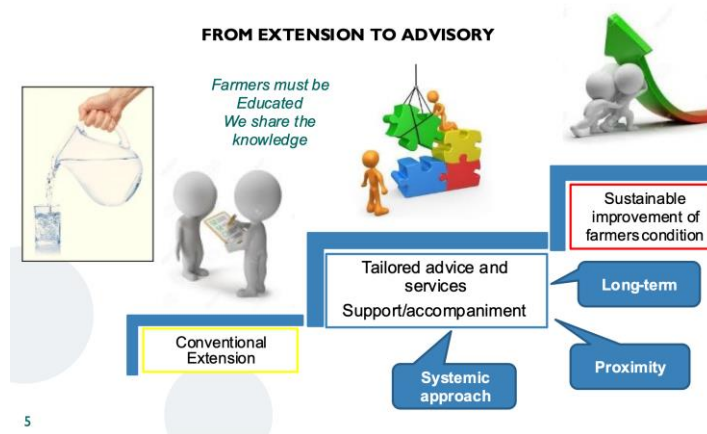 FROM EXTENSION TO ADVISORY
Farmers must be
Educated
We share the
knowledge
Sustainable
improvement of
farmers condition
Tailored advice and
services
Support/accompaniment
Long-term
Conventional
Extension
Systemic
approach
Proximity
5